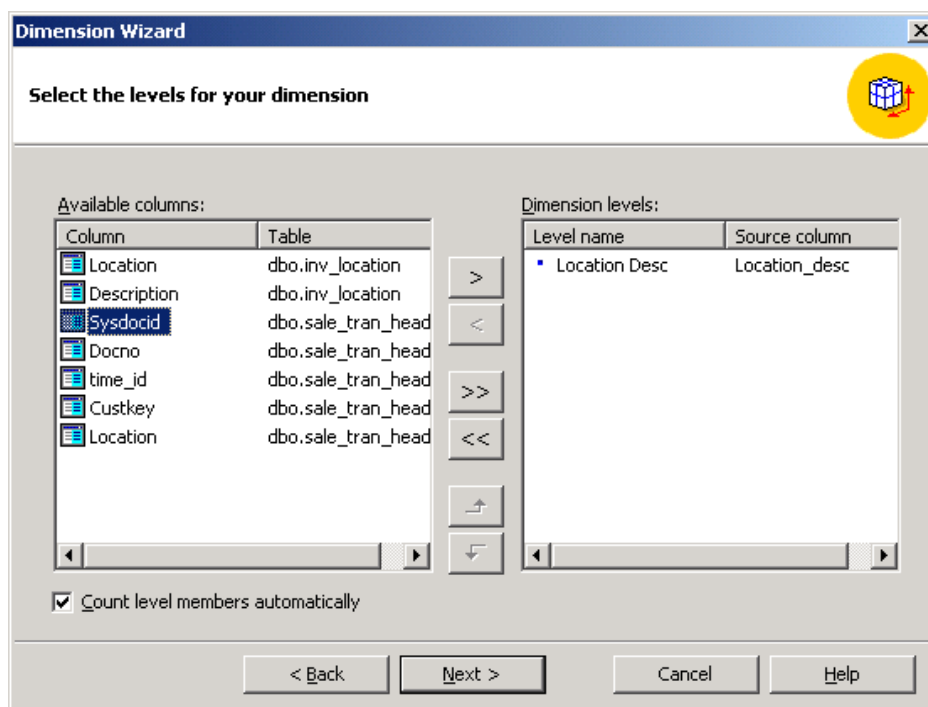 Dimension Wizard
Select the levels for your dimension
Available columns:
Column Table
Location dbo.inv_location
Description dbo.inv_location
Sysdocid dbo.sale_tran_head
Docno dbo.sale_tran_head
time_id dbo.sale_tran_head
Custkey dbo.sale_tran_head
Location dbo.sale_tran_head
>
<
>>
<<
Dimension levels:
Level name Source column
Location Desc Location_desc
Count level members automatically
< Back Next > Cancel Help